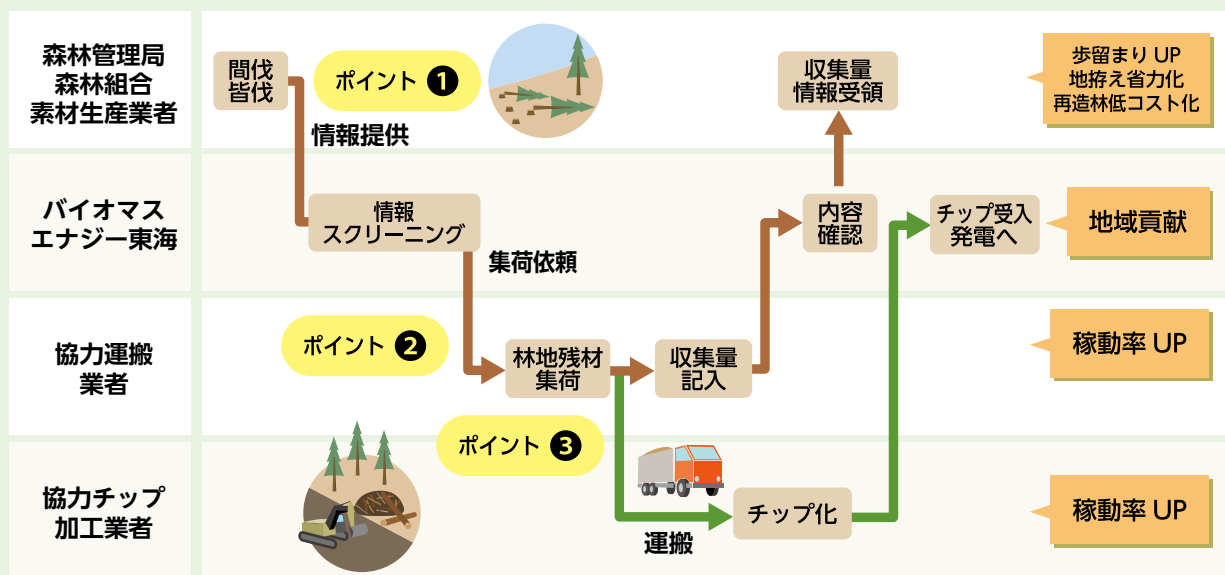 森林管理局
森林組合
素材生産業者
間伐
皆伐
ポイント 1
情報提供
収集量
情報受領
歩留まり UP
地拵え省力化
再造林低コスト化
バイオマス
エナジー東海
情報
スクリーニング
集荷依頼
内容
確認
チップ受入
発電へ
地域貢献
協力運搬
業者
ポイント 2
林地残材
集荷
収集量
記入
稼動率 UP
ポイント 3
協力チップ
加工業者
運搬
チップ化
稼動率 UP